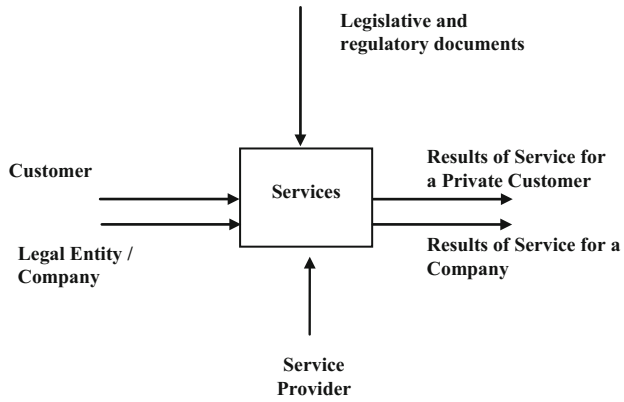 Legislative and
regulatory documents
Customer
Services
Results of Service for
a Private Customer
Legal Entity /
Company
Results of Service for a
Company
Service
Provider